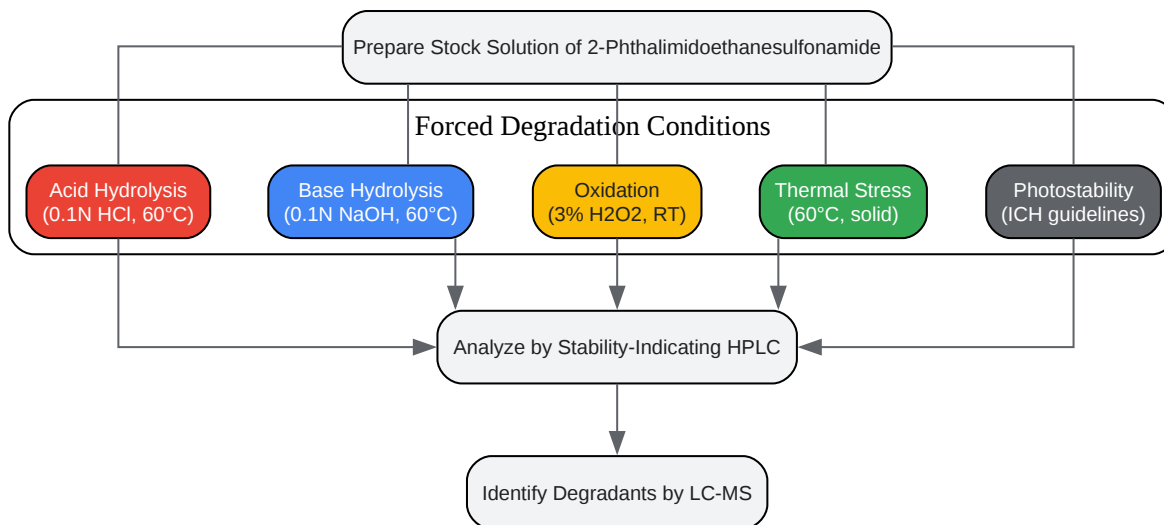 Prepare Stock Solution of 2-Phthalimidoethanesulfonamide
Forced Degradation Conditions
Acid Hydrolysis
(0.1N HCl, 60°C)
Base Hydrolysis
(0.1N NaOH, 60°C)
Oxidation
(3% H2O2, RT)
Thermal Stress
(60°C, solid)
Photostability
(ICH guidelines)
Analyze by Stability-Indicating HPLC
Identify Degradants by LC-MS